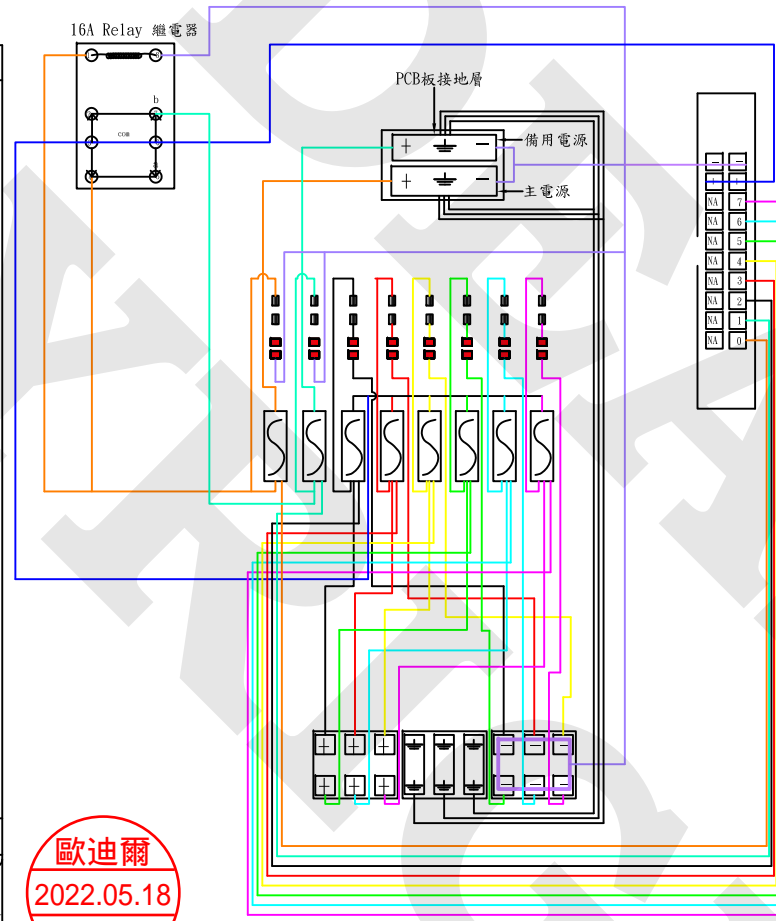 16A Relay 繼電器
b
com
a
PCB板接地層
+ −
備用電源
+ −
主電源
− −
+ +
NA 7
NA 6
NA 5
NA 4
NA 3
NA 2
NA 1
NA 0
+ + + − − −
+ + + − − −
歐迪爾
2022.05.18